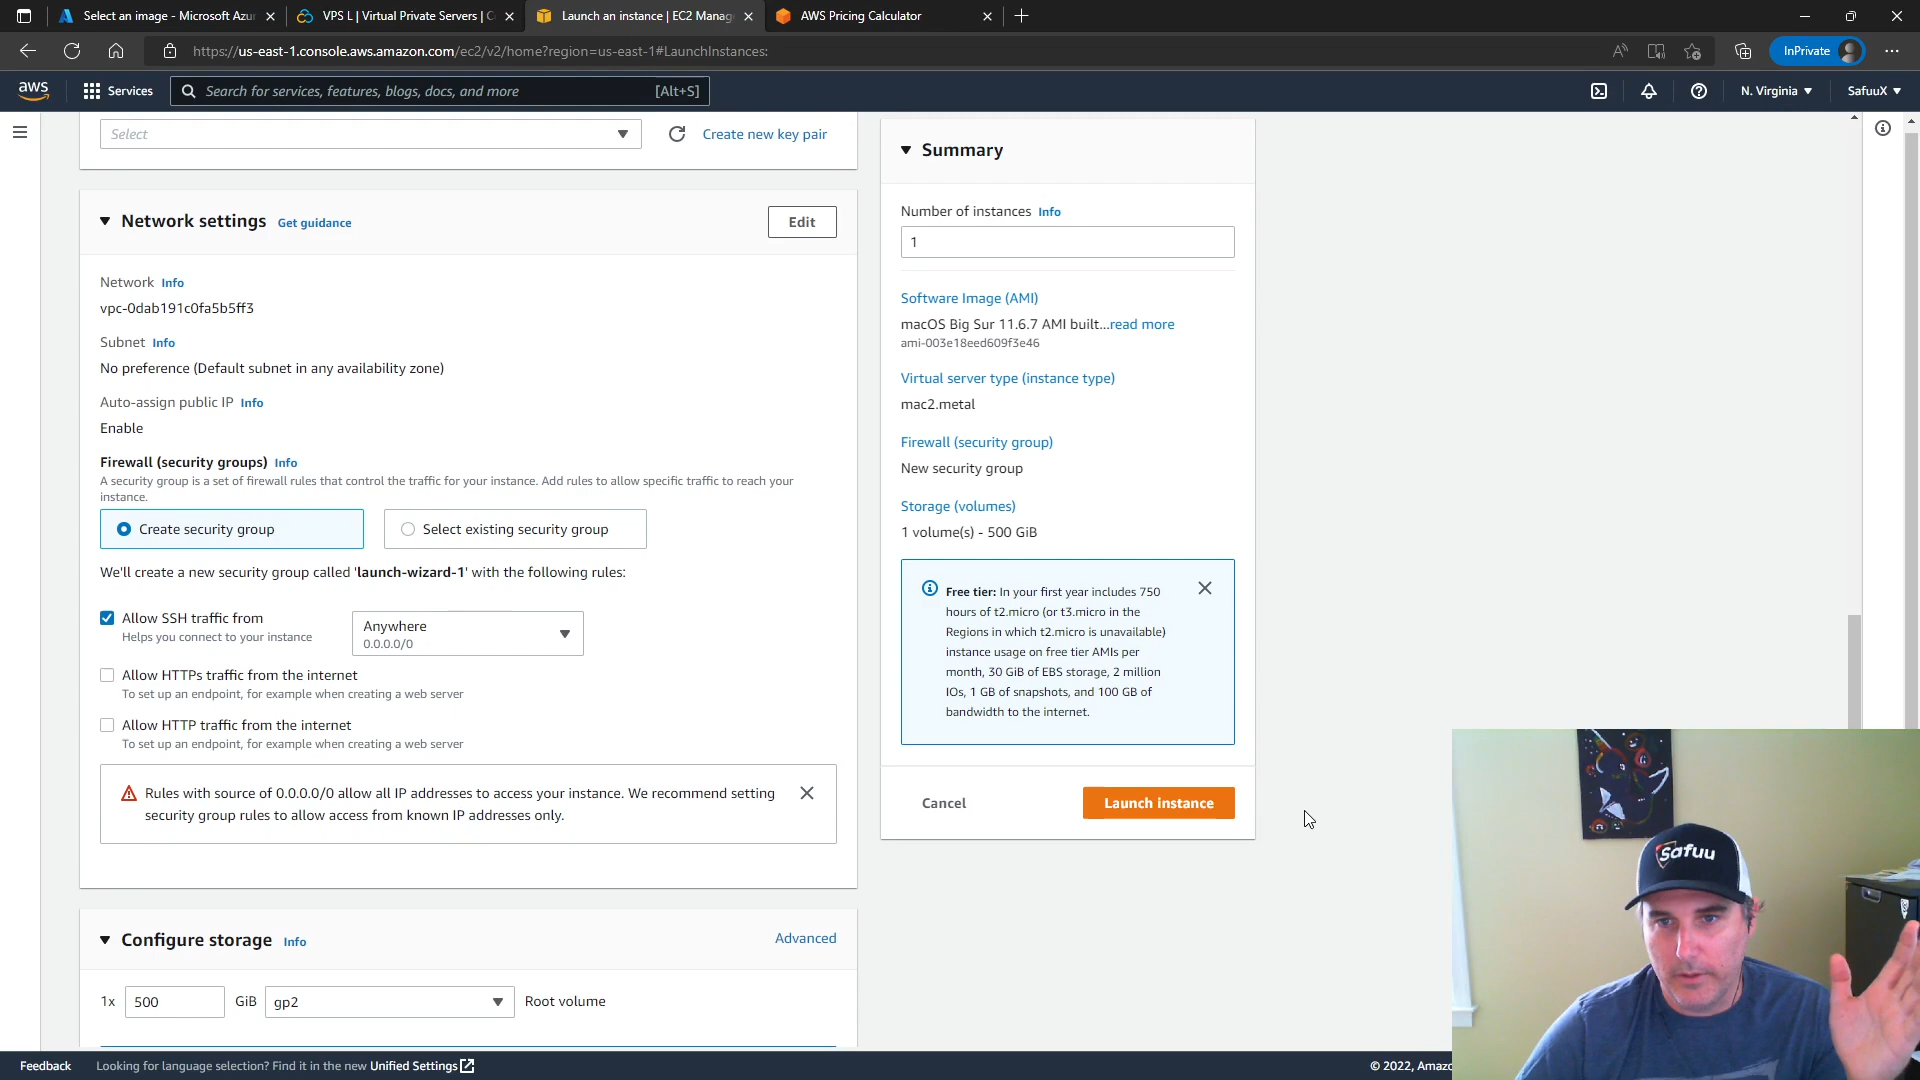 Select an image - Microsoft Azu
VPS L | Virtual Private Servers | C
Launch an instance | EC2 Manag
AWS Pricing Calculator
https://us-east-1.console.aws.amazon.com/ec2/v2/home?region=us-east-1#LaunchInstances:
InPrivate
aws
Services
Search for services, features, blogs, docs, and more
[Alt+S]
N. Virginia
SafuuX
Select
Create new key pair
Network settings
Get guidance
Edit
Network Info
vpc-0dab191c0fa5b5ff3
Subnet Info
No preference (Default subnet in any availability zone)
Auto-assign public IP Info
Enable
Firewall (security groups) Info
A security group is a set of firewall rules that control the traffic for your instance. Add rules to allow specific traffic to reach your
instance.
Create security group
Select existing security group
We'll create a new security group called 'launch-wizard-1' with the following rules:
Allow SSH traffic from
Helps you connect to your instance
Anywhere
0.0.0.0/0
Allow HTTPs traffic from the internet
To set up an endpoint, for example when creating a web server
Allow HTTP traffic from the internet
To set up an endpoint, for example when creating a web server
Rules with source of 0.0.0.0/0 allow all IP addresses to access your instance. We recommend setting
security group rules to allow access from known IP addresses only.
Configure storage Info
Advanced
1x 500 GiB gp2 Root volume
Summary
Number of instances Info
1
Software Image (AMI)
macOS Big Sur 11.6.7 AMI built...read more
ami-003e18eed609f3e46
Virtual server type (instance type)
mac2.metal
Firewall (security group)
New security group
Storage (volumes)
1 volume(s) - 500 GiB
Free tier: In your first year includes 750
hours of t2.micro (or t3.micro in the
Regions in which t2.micro is unavailable)
instance usage on free tier AMIs per
month, 30 GiB of EBS storage, 2 million
IOs, 1 GB of snapshots, and 100 GB of
bandwidth to the internet.
Cancel
Launch instance
Safuu
Feedback
Looking for language selection? Find it in the new Unified Settings
© 2022, Amazo